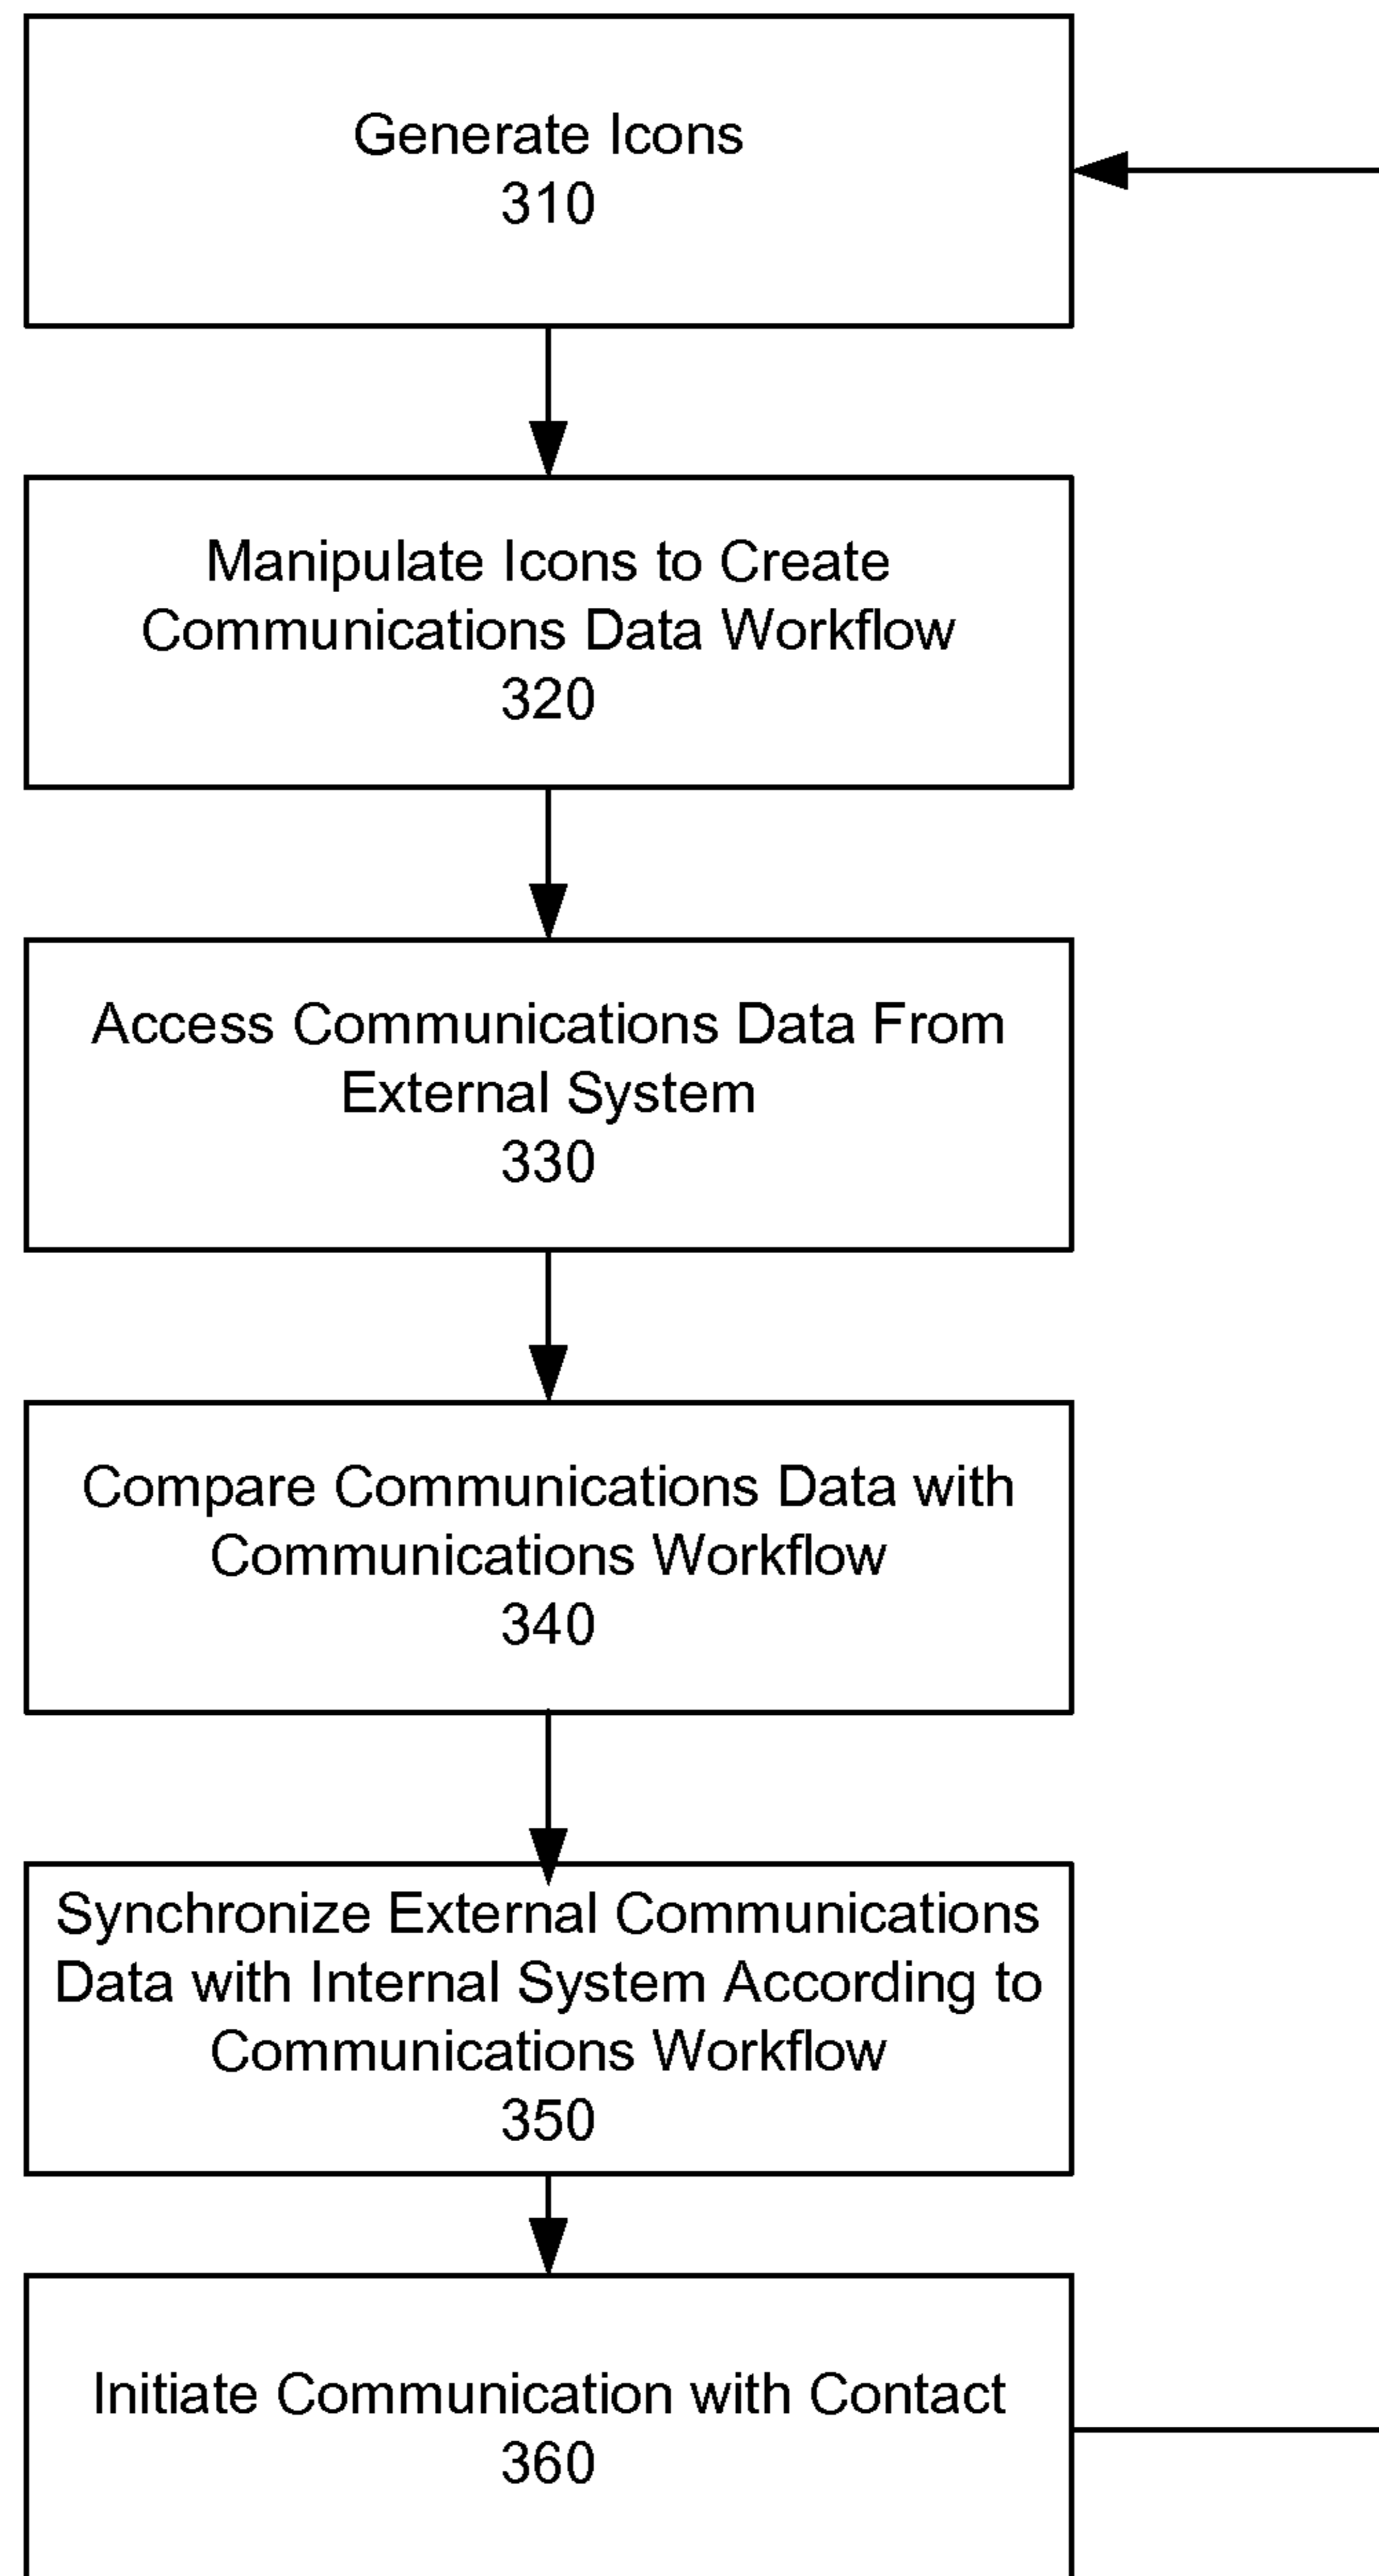 Generate Icons
310
Manipulate Icons to Create
Communications Data Workflow
320
Access Communications Data From
External System
330
Compare Communications Data with
Communications Workflow
340
Synchronize External Communications
Data with Internal System According to
Communications Workflow
350
Initiate Communication with Contact
360